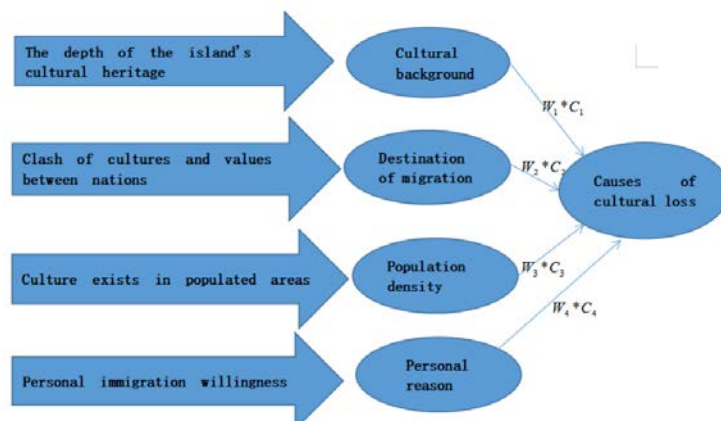 The depth of the island's
cultural heritage
Cultural
background
W₁*C₁
Clash of cultures and values
between nations
Destination
of migration
W₂*C₂
Causes of
cultural loss
Culture exists in populated areas
Population
density
W₃*C₃
W₄*C₄
Personal immigration willingness
Personal
reason